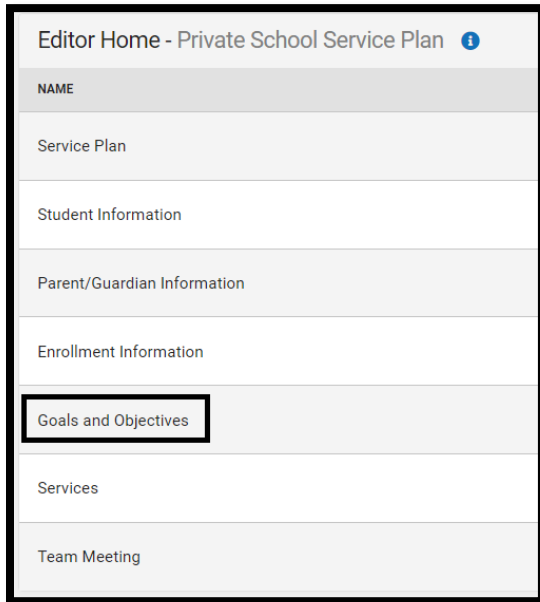 Editor Home - Private School Service Plan
NAME
Service Plan
Student Information
Parent/Guardian Information
Enrollment Information
Goals and Objectives
Services
Team Meeting